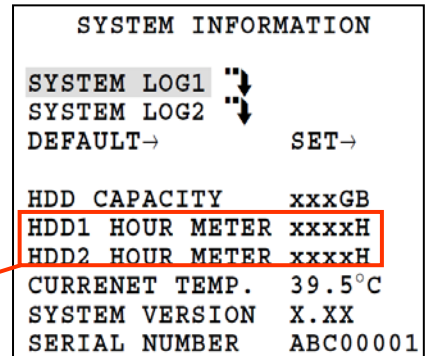 SYSTEM INFORMATION
SYSTEM LOG1
SYSTEM LOG2
DEFAULT→ SET→
HDD CAPACITY xxxGB
HDD1 HOUR METER xxxxH
HDD2 HOUR METER xxxxH
CURRENET TEMP. 39.5°C
SYSTEM VERSION X.XX
SERIAL NUMBER ABC00001